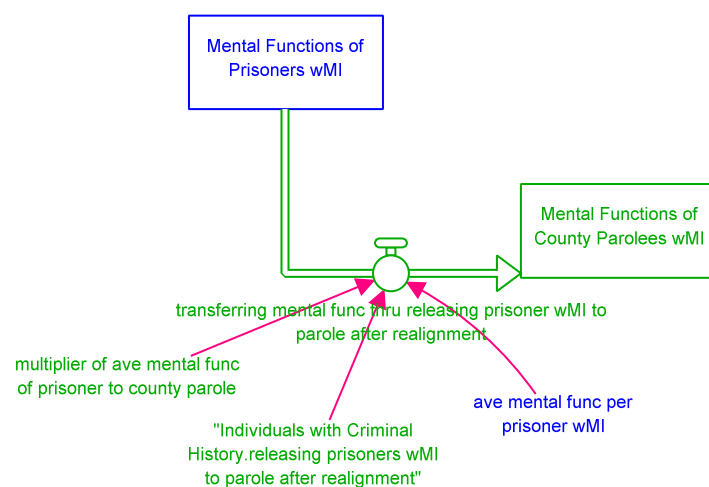 Mental Functions of
Prisoners wMI
Mental Functions of
County Parolees wMI
transferring mental func thru releasing prisoner wMI to
parole after realignment
multiplier of ave mental func
of prisoner to county parole
ave mental func per
prisoner wMI
"Individuals with Criminal
History.releasing prisoners wMI
to parole after realignment"